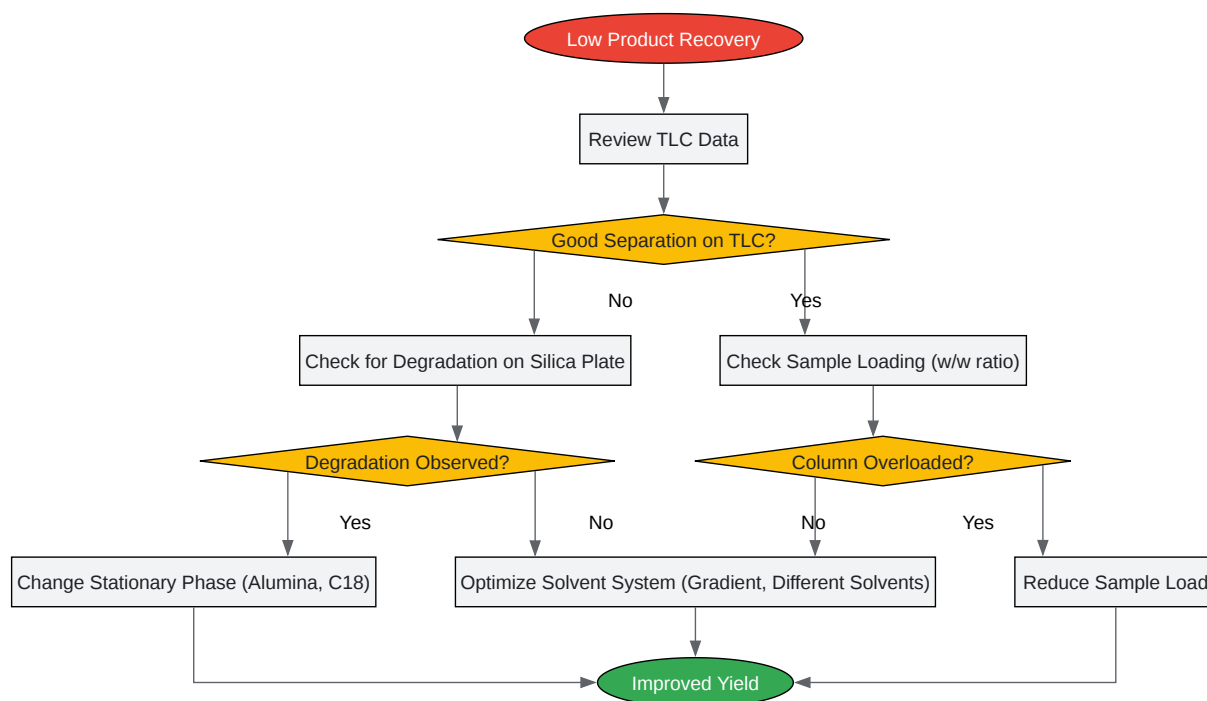 Low Product Recovery
Review TLC Data
Good Separation on TLC?
No
Yes
Check for Degradation on Silica Plate
Check Sample Loading (w/w ratio)
Degradation Observed?
Column Overloaded?
Yes
No
No
Yes
Change Stationary Phase (Alumina, C18)
Optimize Solvent System (Gradient, Different Solvents)
Reduce Sample Load
Improved Yield